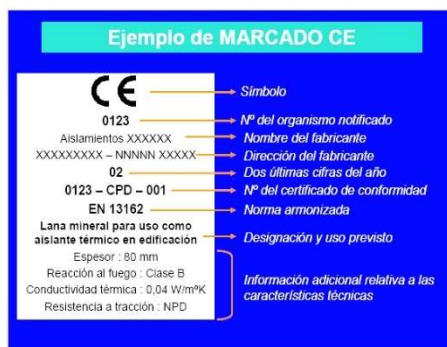 Ejemplo de MARCADO CE
CE
Símbolo
0123
Nº del organismo notificado
Aislamientos XXXXXX
Nombre del fabricante
XXXXXXXXX – NNNNN XXXXX
Dirección del fabricante
02
Dos últimas cifras del año
0123 – CPD – 001
Nº del certificado de conformidad
EN 13162
Norma armonizada
Lana mineral para uso como
aislante térmico en edificación
Designación y uso previsto
Espesor : 80 mm
Reacción al fuego : Clase B
Conductividad térmica : 0,04 W/mºK
Resistencia a tracción : NPD
Información adicional relativa a las
características técnicas